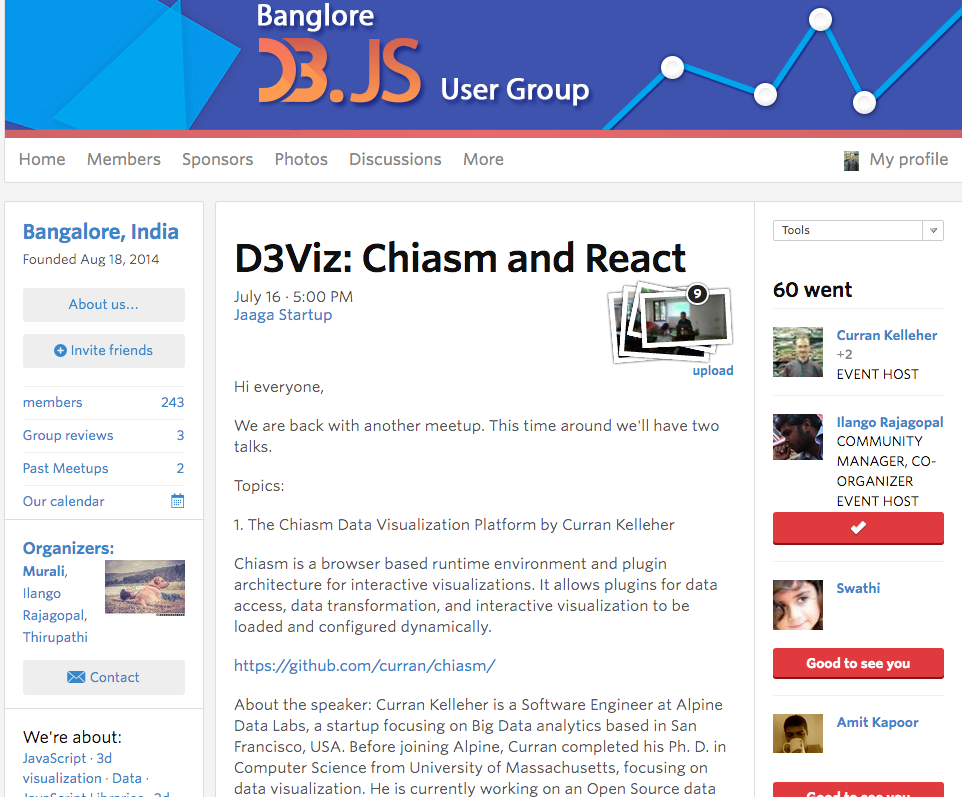 Banglore
D3.JS
User Group
Home Members Sponsors Photos Discussions More My profile
Bangalore, India
Founded Aug 18, 2014
About us...
Invite friends
members 243
Group reviews 3
Past Meetups 2
Our calendar
Organizers:
Murali,
Ilango
Rajagopal,
Thirupathi
Contact
We're about:
JavaScript · 3d
visualization · Data ·
JavaScript Libraries · 3d
D3Viz: Chiasm and React
July 16 · 5:00 PM
Jaaga Startup
9
upload
Hi everyone,
We are back with another meetup. This time around we'll have two
talks.
Topics:
1. The Chiasm Data Visualization Platform by Curran Kelleher
Chiasm is a browser based runtime environment and plugin
architecture for interactive visualizations. It allows plugins for data
access, data transformation, and interactive visualization to be
loaded and configured dynamically.
https://github.com/curran/chiasm/
About the speaker: Curran Kelleher is a Software Engineer at Alpine
Data Labs, a startup focusing on Big Data analytics based in San
Francisco, USA. Before joining Alpine, Curran completed his Ph. D. in
Computer Science from University of Massachusetts, focusing on
data visualization. He is currently working on an Open Source data
Tools
60 went
Curran Kelleher
+2
EVENT HOST
Ilango Rajagopal
COMMUNITY
MANAGER, CO-
ORGANIZER
EVENT HOST
Swathi
Good to see you
Amit Kapoor
Good to see you